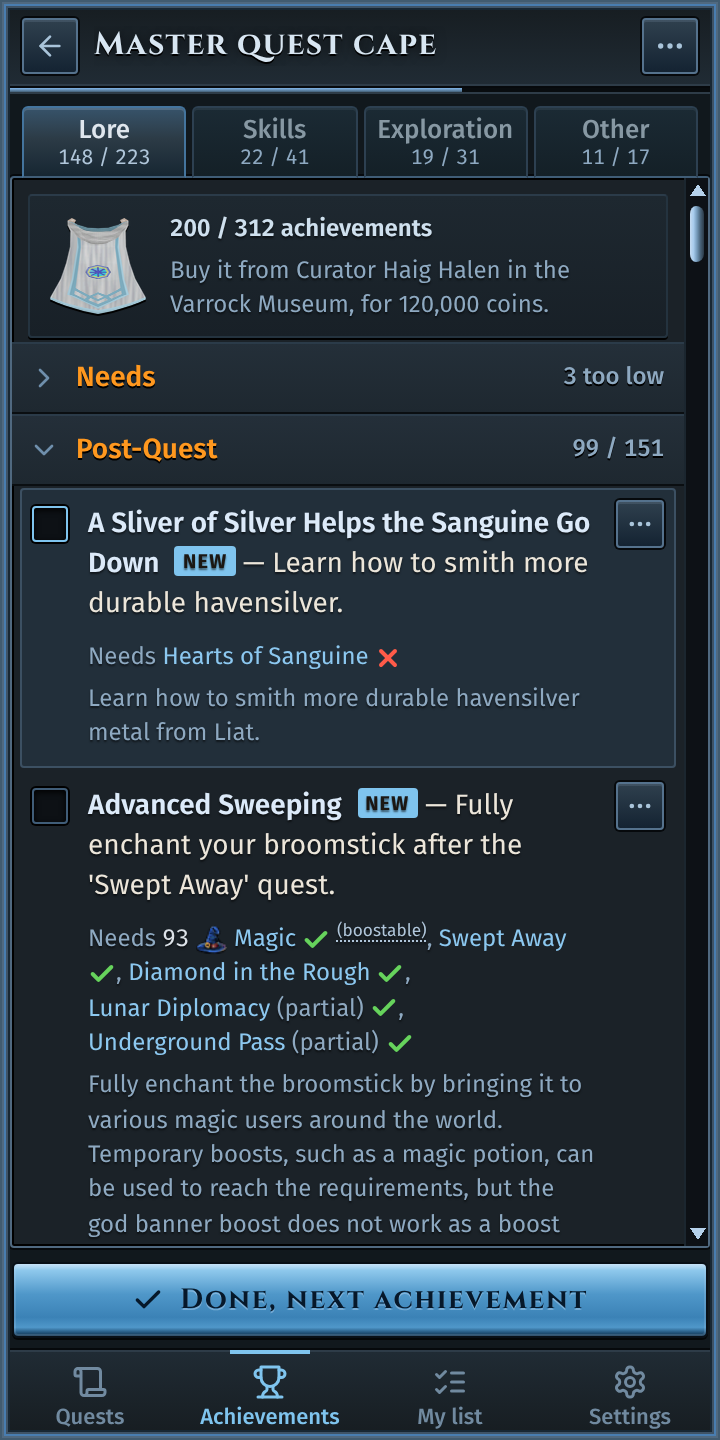 Master Quest Cape
Lore
148 / 223
Skills
22 / 41
Exploration
19 / 31
Other
11 / 17
200 / 312 achievements
Buy it from Curator Haig Halen in the
Varrock Museum, for 120,000 coins.
Needs
3 too low
Post-Quest
99 / 151
A Sliver of Silver Helps the Sanguine Go
Down NEW — Learn how to smith more
durable havensilver.
Needs Hearts of Sanguine
Learn how to smith more durable havensilver
metal from Liat.
Advanced Sweeping NEW — Fully
enchant your broomstick after the
'Swept Away' quest.
Needs 93 Magic (boostable), Swept Away
, Diamond in the Rough ,
Lunar Diplomacy (partial) ,
Underground Pass (partial)
Fully enchant the broomstick by bringing it to
various magic users around the world.
Temporary boosts, such as a magic potion, can
be used to reach the requirements, but the
god banner boost does not work as a boost
Done, next achievement
Quests
Achievements
My list
Settings